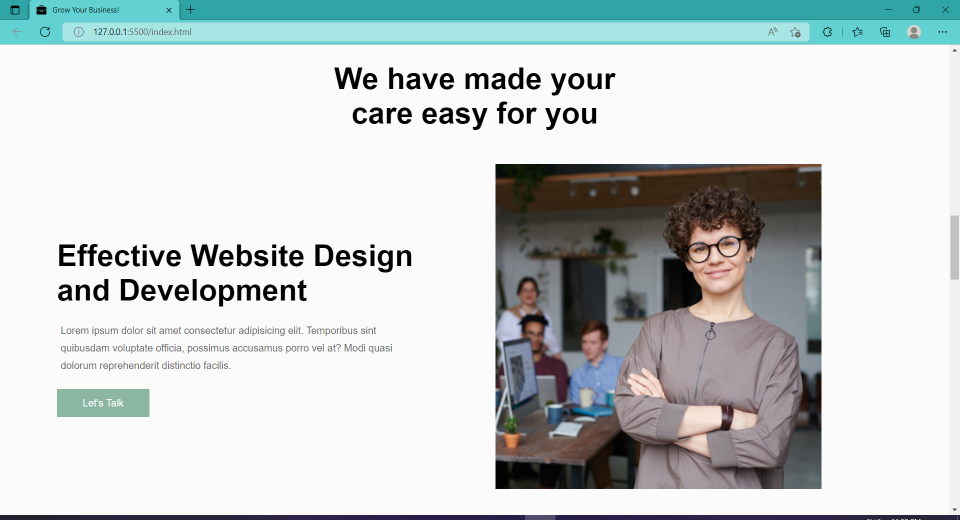 Grow Your Business!
127.0.0.1:5500/index.html
We have made your
care easy for you
Effective Website Design
and Development
Lorem ipsum dolor sit amet consectetur adipisicing elit. Temporibus sint
quibusdam voluptate officia, possimus accusamus porro vel at? Modi quasi
dolorum reprehenderit distinctio facilis.
Let's Talk